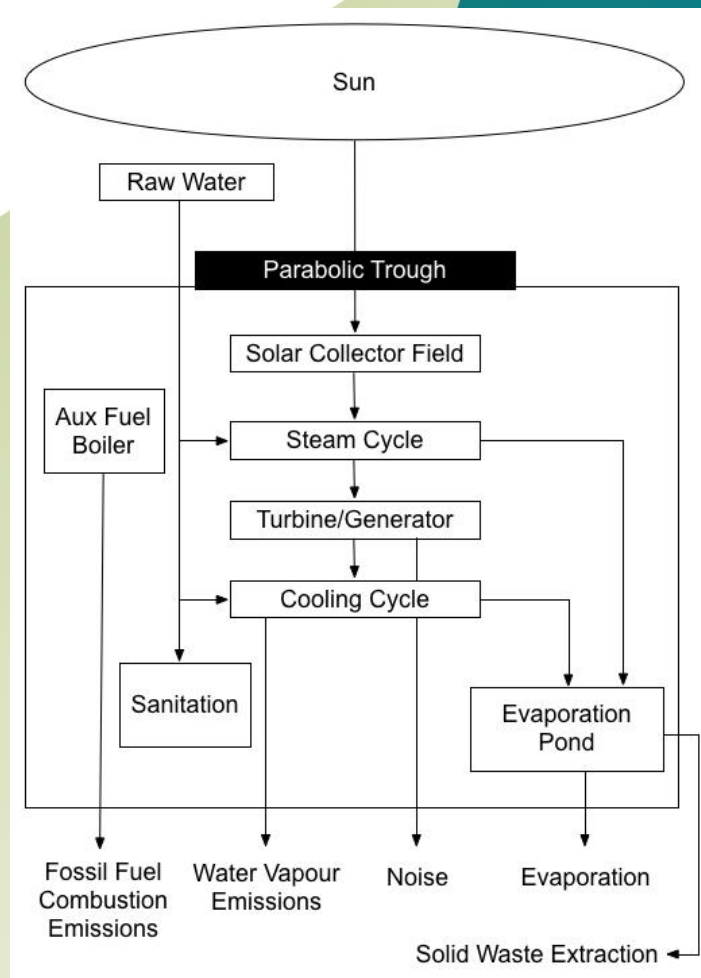 Sun
Raw Water
Parabolic Trough
Solar Collector Field
Aux Fuel
Boiler
Steam Cycle
Turbine/Generator
Cooling Cycle
Sanitation
Evaporation
Pond
Fossil Fuel
Combustion
Emissions
Water Vapour
Emissions
Noise
Evaporation
Solid Waste Extraction